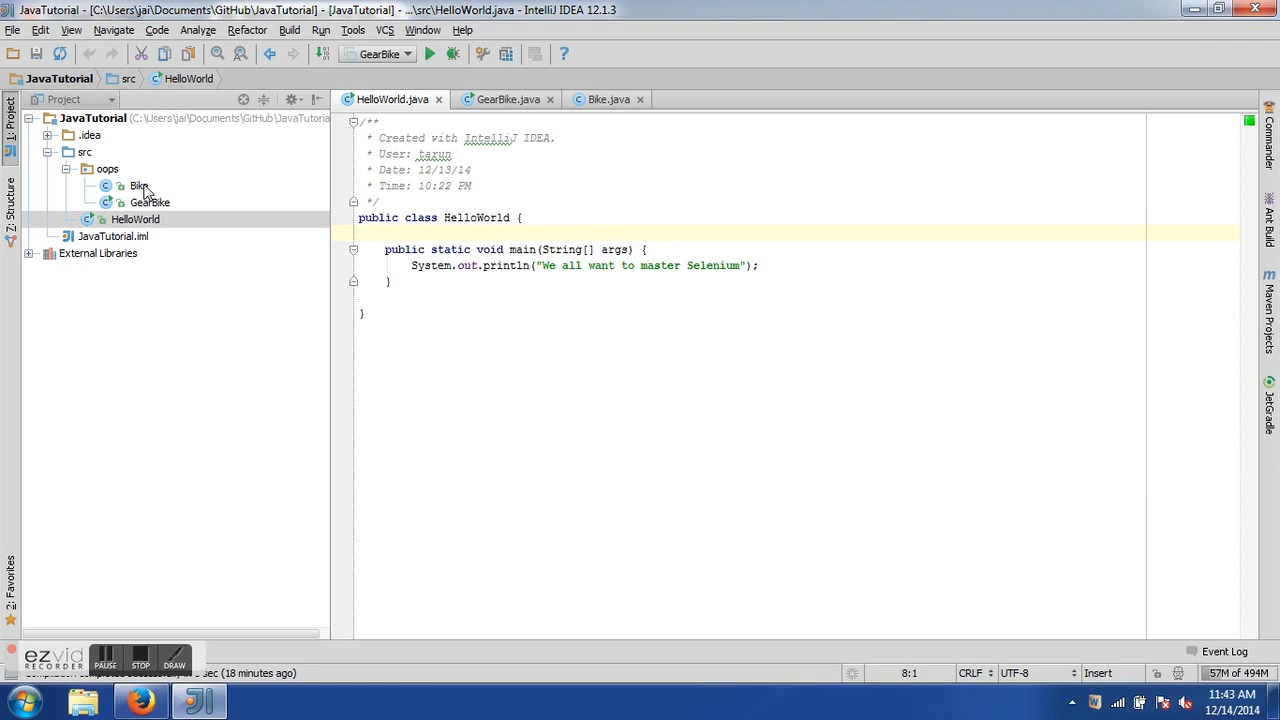 JavaTutorial - [C:\Users\jai\Documents\GitHub\JavaTutorial] - [JavaTutorial] - ...\src\HelloWorld.java - IntelliJ IDEA 12.1.3
File Edit View Navigate Code Analyze Refactor Build Run Tools VCS Window Help
GearBike
JavaTutorial src HelloWorld
1: Project
Z: Structure
2: Favorites
Project
JavaTutorial (C:\Users\jai\Documents\GitHub\JavaTutoria
.idea
src
oops
Bike
GearBike
HelloWorld
JavaTutorial.iml
External Libraries
HelloWorld.java GearBike.java Bike.java
/**
* Created with IntelliJ IDEA.
* User: tarun
* Date: 12/13/14
* Time: 10:22 PM
*/
public class HelloWorld {
public static void main(String[] args) {
System.out.println("We all want to master Selenium");
}
}
Commander
Ant Build
Maven Projects
JetGradle
Event Log
ezvid
RECORDER
PAUSE STOP DRAW
(18 minutes ago)
8:1 CRLF UTF-8 Insert 57M of 494M
11:43 AM
12/14/2014